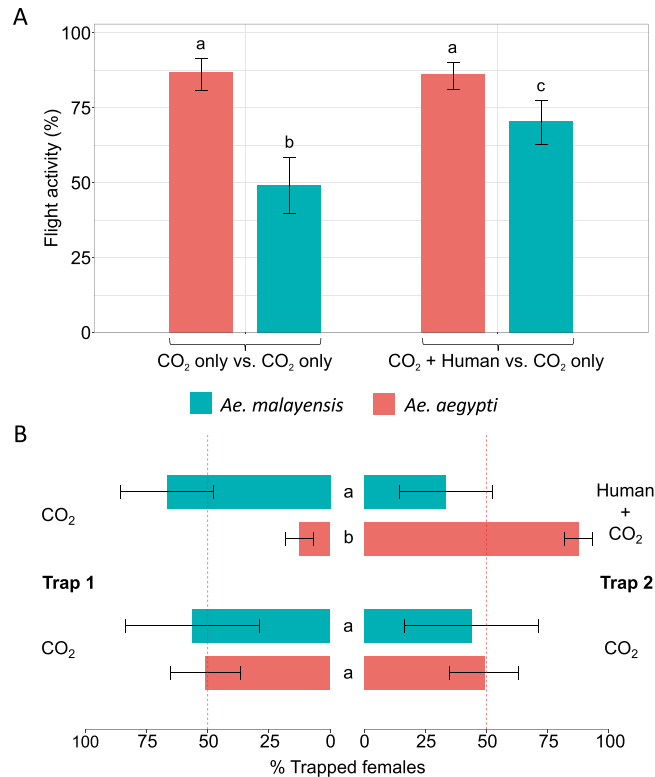 A
100
a
a
c
75
b
50
25
0
Flight activity (%)
CO₂ only vs. CO₂ only
CO₂ + Human vs. CO₂ only
Ae. malayensis
Ae. aegypti
B
CO₂
a
Human
+
CO₂
b
Trap 1
Trap 2
CO₂
a
CO₂
a
100 75 50 25 0 0 25 50 75 100
% Trapped females